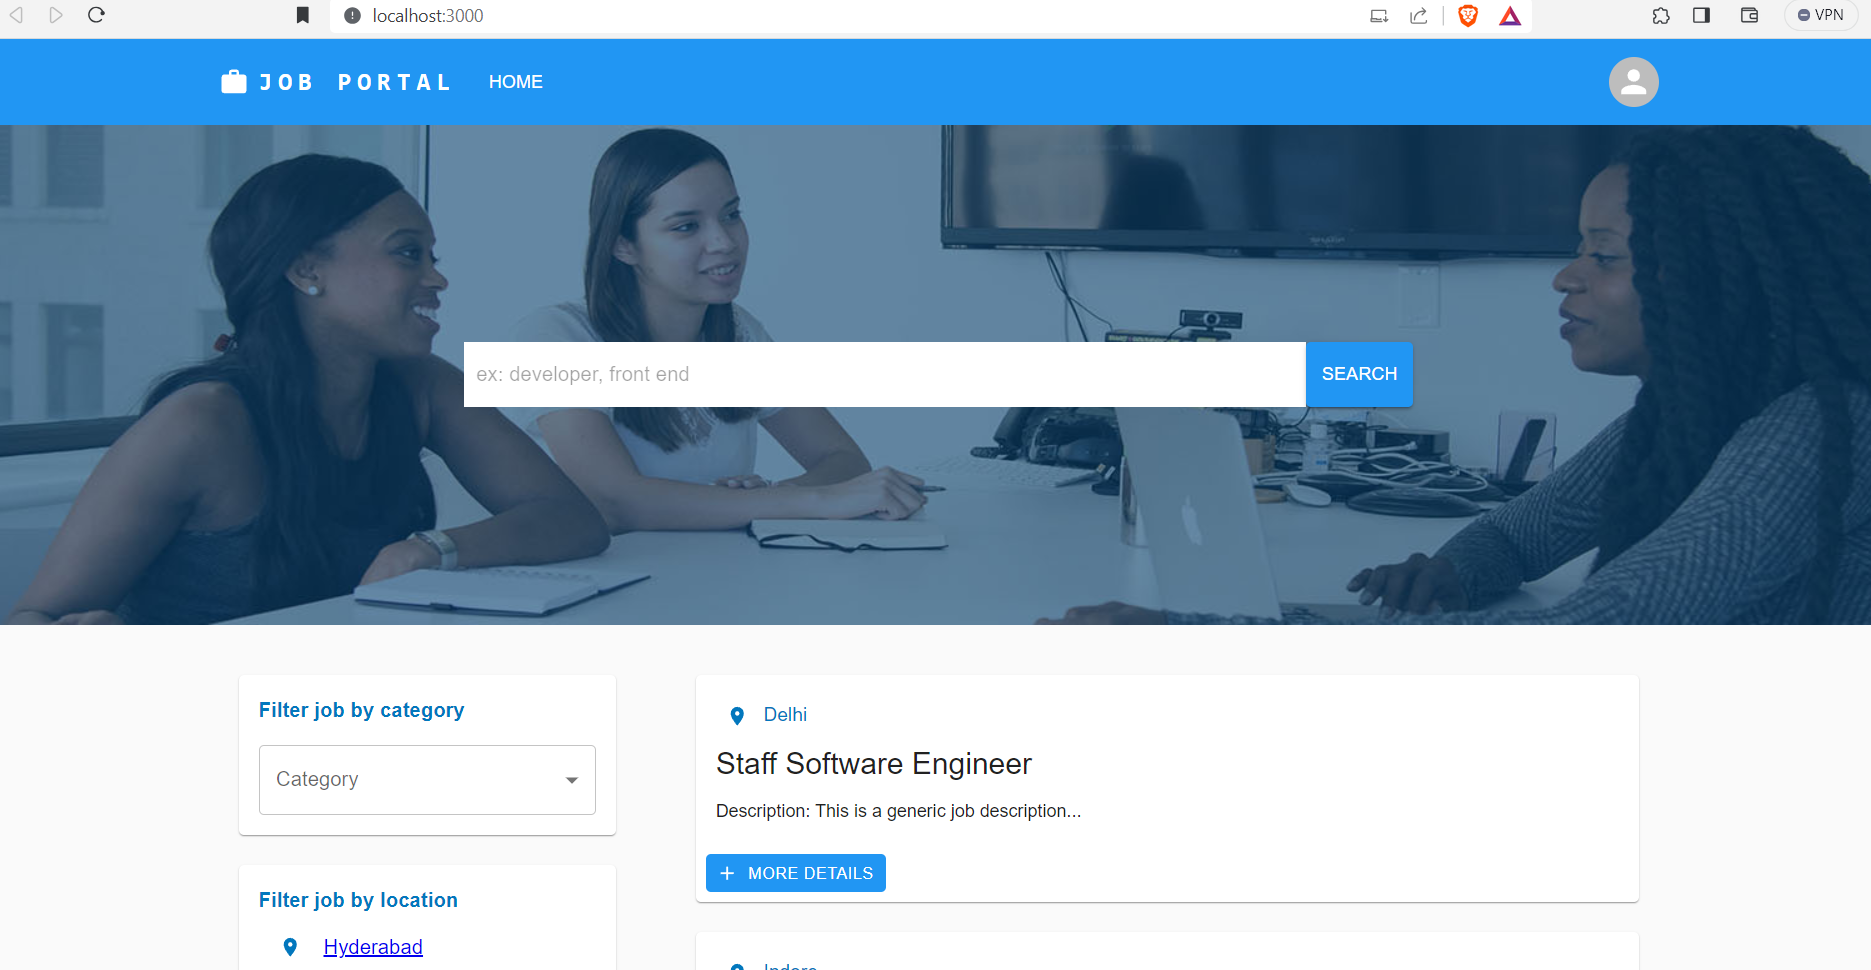 localhost:3000
VPN
JOB PORTAL
HOME
ex: developer, front end
SEARCH
Filter job by category
Category
Filter job by location
Hyderabad
Delhi
Staff Software Engineer
Description: This is a generic job description...
+ MORE DETAILS
Indore